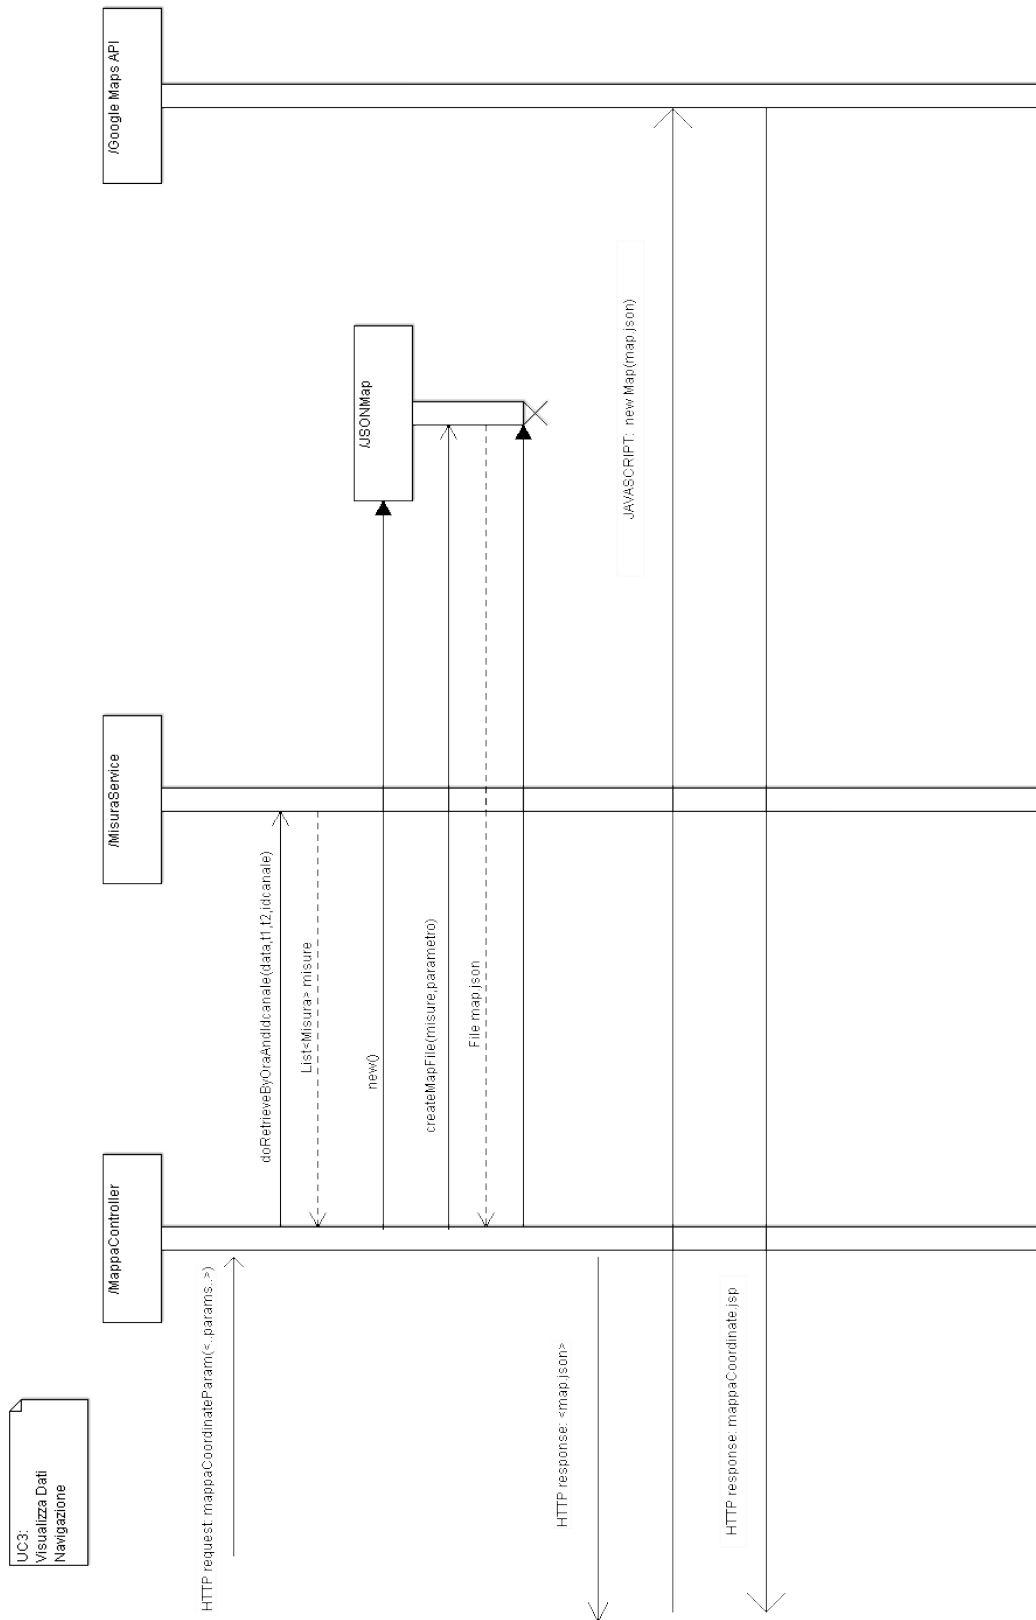 UC3:
Visualizza Dati
Navigazione
/MappaController
/MisuraService
/JSONMap
/Google Maps API
HTTP request: mappaCoordinateParam(<..params..>)
doRetrieveByOraAndIdcanale(data,t1,t2,idcanale)
List<Misura> misure
new()
createMapFile(misure,parametro)
File map.json
HTTP response: <map.json>
JAVASCRIPT:  new Map(map.json)
HTTP response: mappaCoordinate.jsp